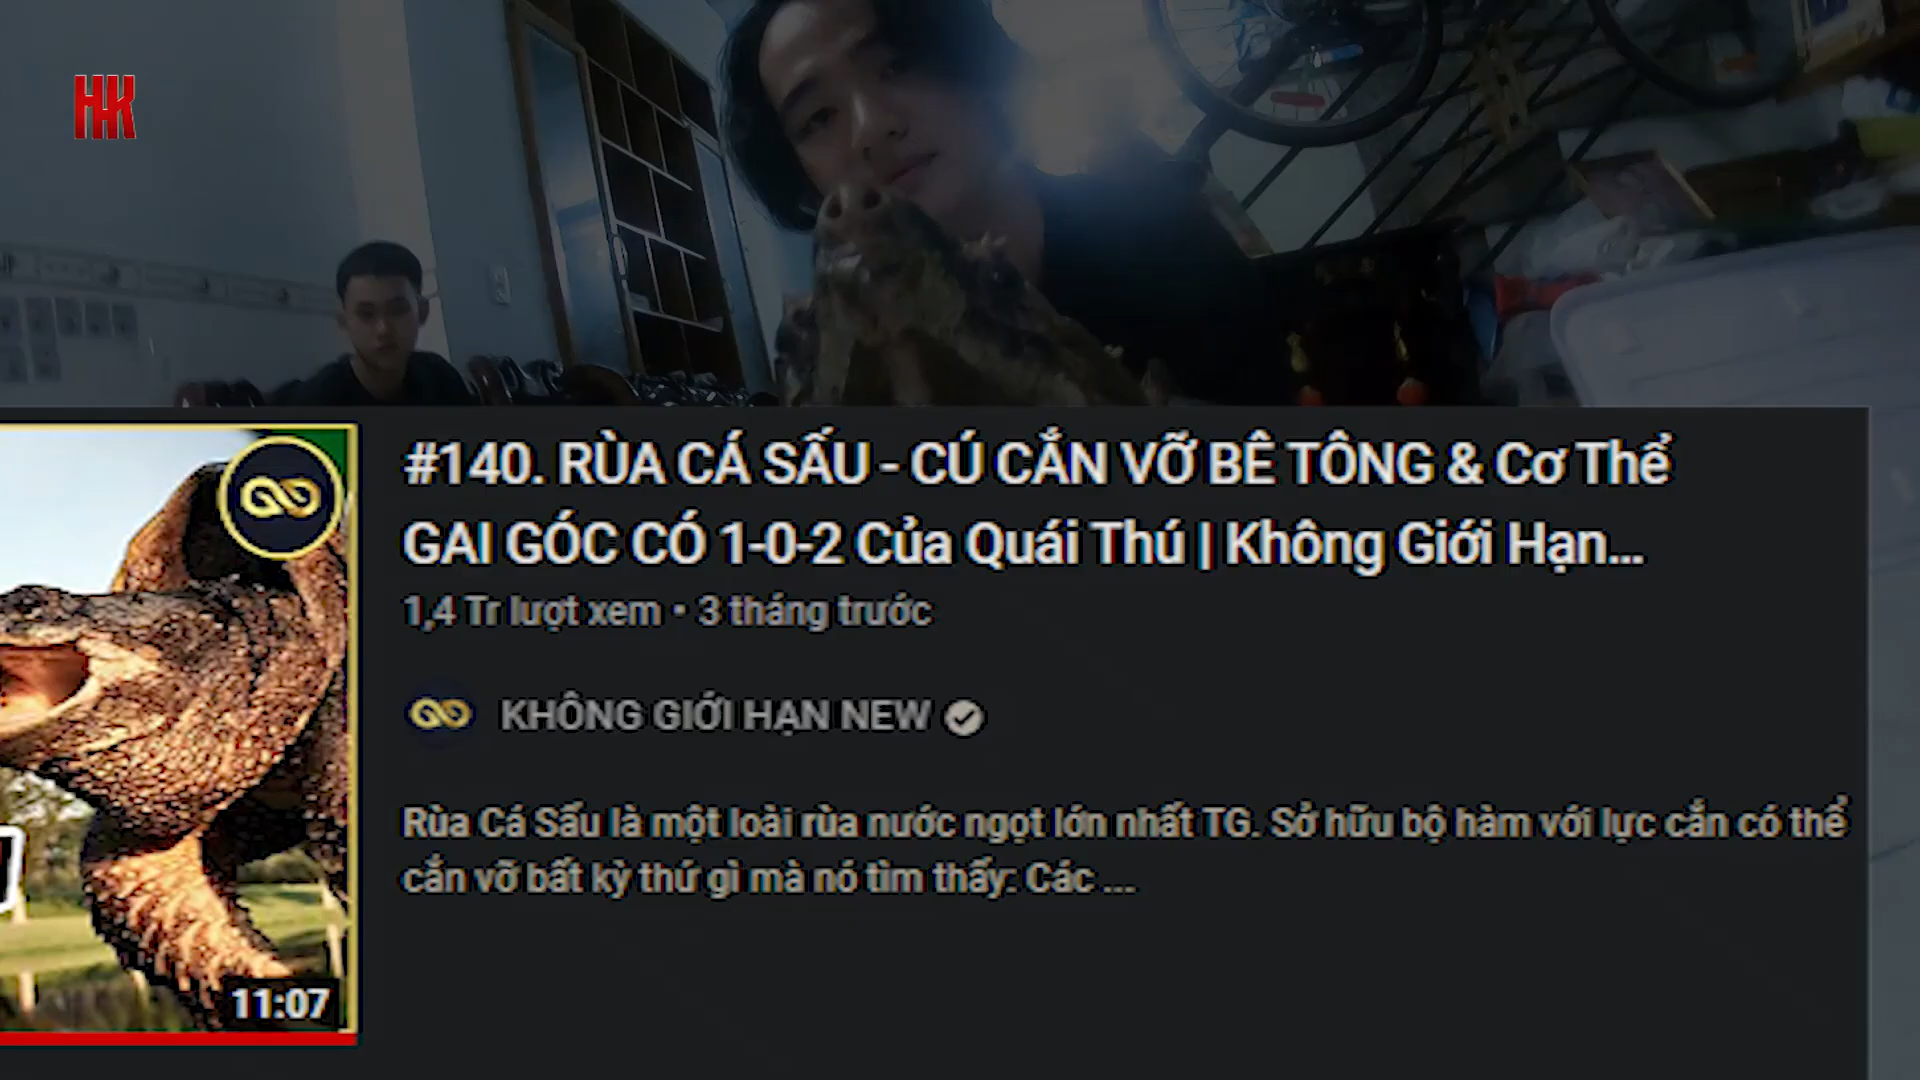 HK
#140. RÙA CÁ SẤU - CÚ CẮN VỠ BÊ TÔNG & Cơ Thể
GAI GÓC CÓ 1-0-2 Của Quái Thú | Không Giới Hạn...
1,4 Tr lượt xem • 3 tháng trước
KHÔNG GIỚI HẠN NEW
Rùa Cá Sấu là một loài rùa nước ngọt lớn nhất TG. Sở hữu bộ hàm với lực cắn có thể
cắn vỡ bất kỳ thứ gì mà nó tìm thấy: Các ...
11:07